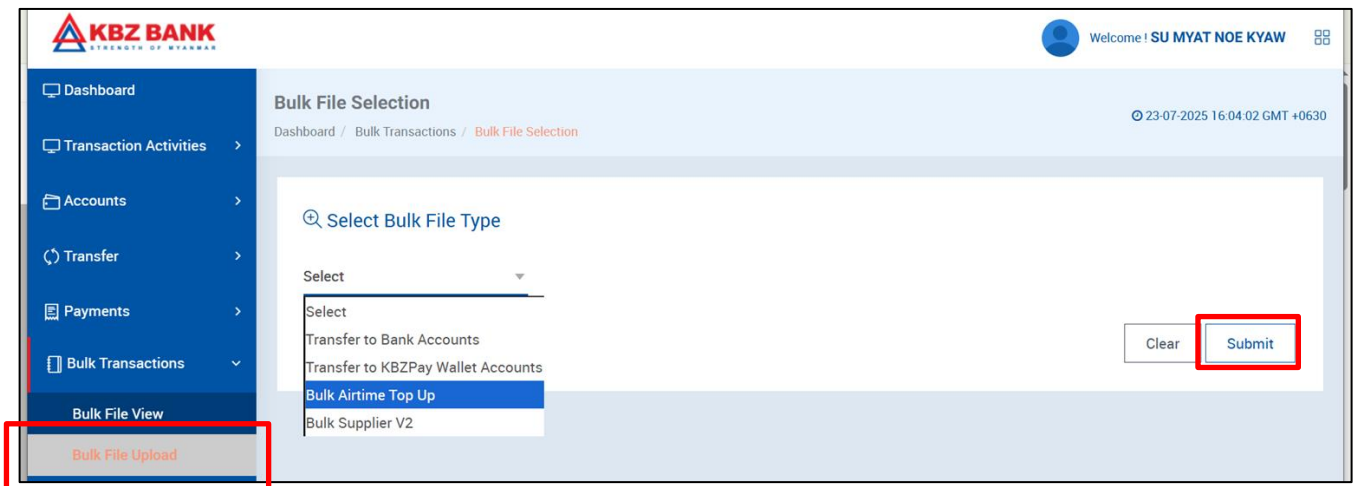 KBZ BANK
STRENGTH OF MYANMAR
Welcome ! SU MYAT NOE KYAW
Dashboard
Transaction Activities
Accounts
Transfer
Payments
Bulk Transactions
Bulk File View
Bulk File Upload
Bulk File Selection
Dashboard / Bulk Transactions / Bulk File Selection
23-07-2025 16:04:02 GMT +0630
Select Bulk File Type
Select
Select
Transfer to Bank Accounts
Transfer to KBZPay Wallet Accounts
Bulk Airtime Top Up
Bulk Supplier V2
Clear
Submit